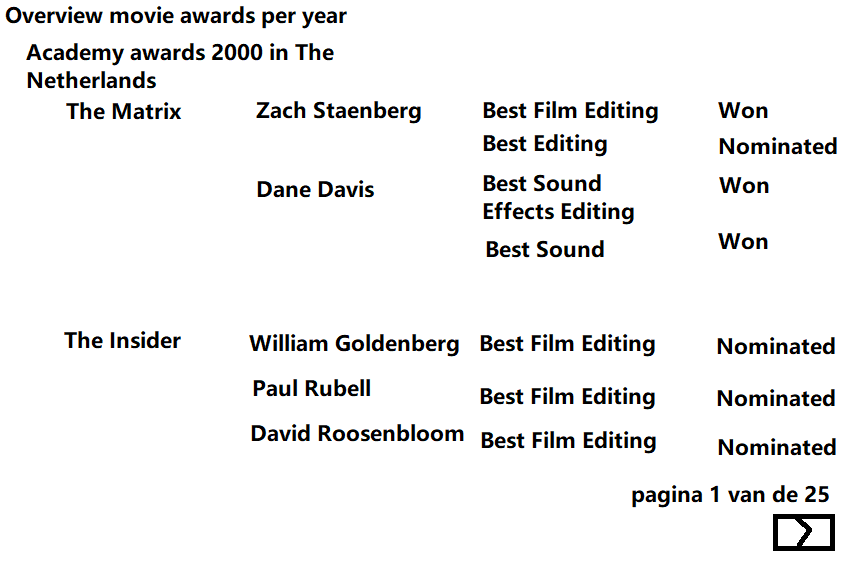 Overview movie awards per year
Academy awards 2000 in The
Netherlands
The Matrix Zach Staenberg Best Film Editing Won
Best Editing Nominated
Dane Davis Best Sound Won
Effects Editing
Best Sound Won
The Insider William Goldenberg Best Film Editing Nominated
Paul Rubell Best Film Editing Nominated
David Roosenbloom Best Film Editing Nominated
pagina 1 van de 25